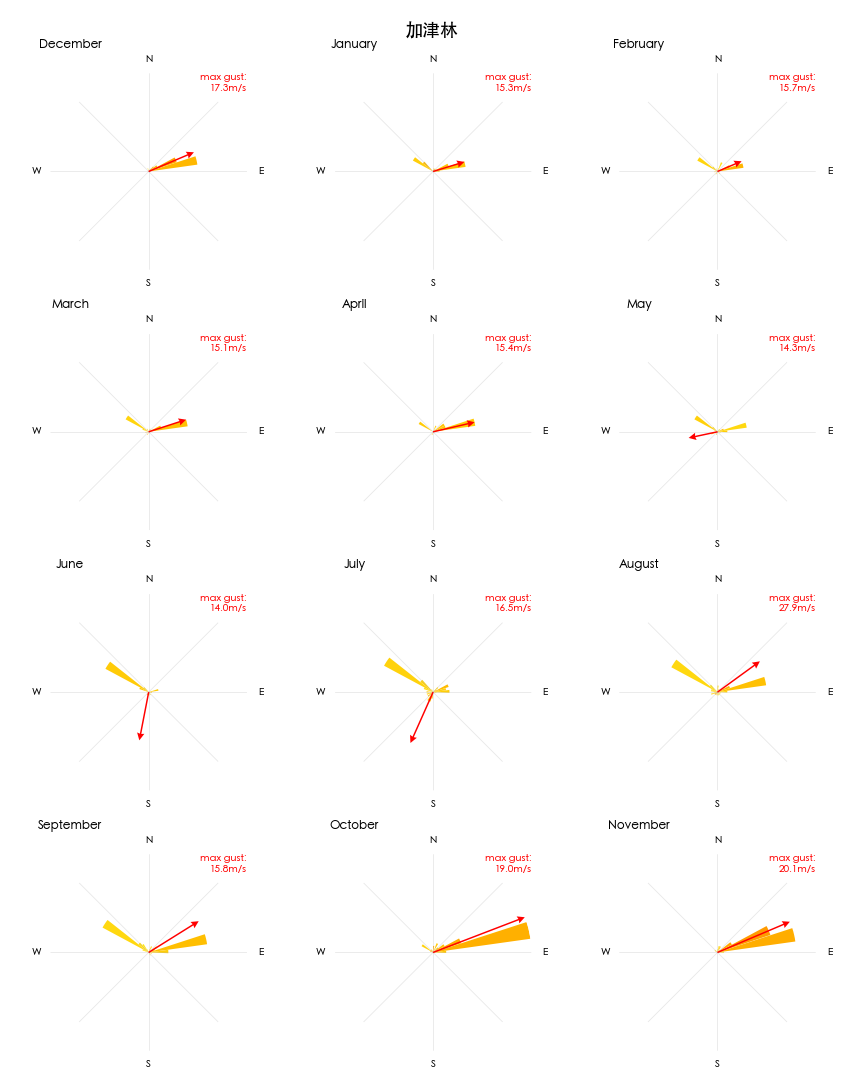 加津林
December
N
max gust:
17.3m/s
W
E
S
January
N
max gust:
15.3m/s
W
E
S
February
N
max gust:
15.7m/s
W
E
S
March
N
max gust:
15.1m/s
W
E
S
April
N
max gust:
15.4m/s
W
E
S
May
N
max gust:
14.3m/s
W
E
S
June
N
max gust:
14.0m/s
W
E
S
July
N
max gust:
16.5m/s
W
E
S
August
N
max gust:
27.9m/s
W
E
S
September
N
max gust:
15.8m/s
W
E
S
October
N
max gust:
19.0m/s
W
E
S
November
N
max gust:
20.1m/s
W
E
S